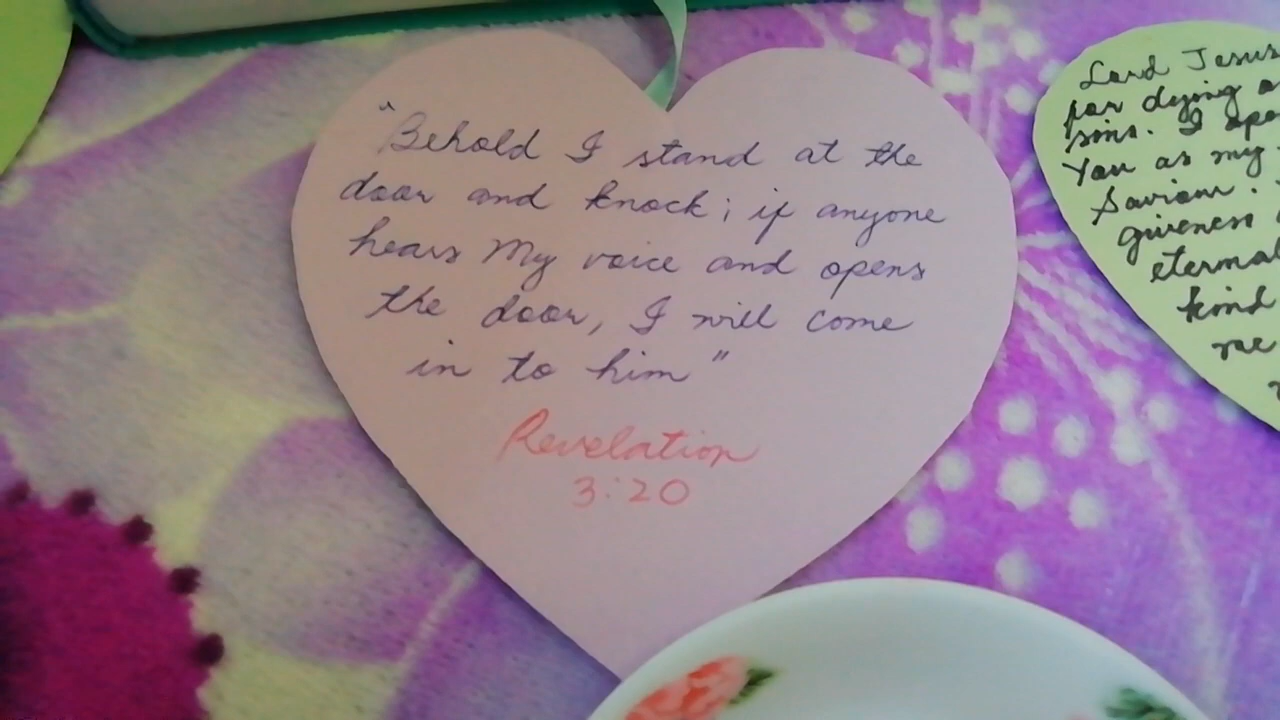 "Behold I stand at the
door and knock; if anyone
hears My voice and opens
the door, I will come
in to him"
Revelation
3:20
Lord Jesus
for dying
sins. I
You as my
Saviour.
giveness
eternal
kind
me